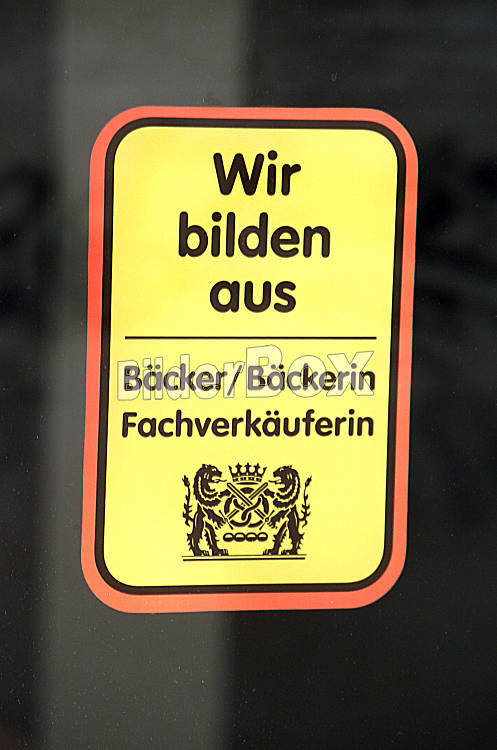 Wir
bilden
aus
BilderBox
Bäcker/Bäckerin
Fachverkäuferin